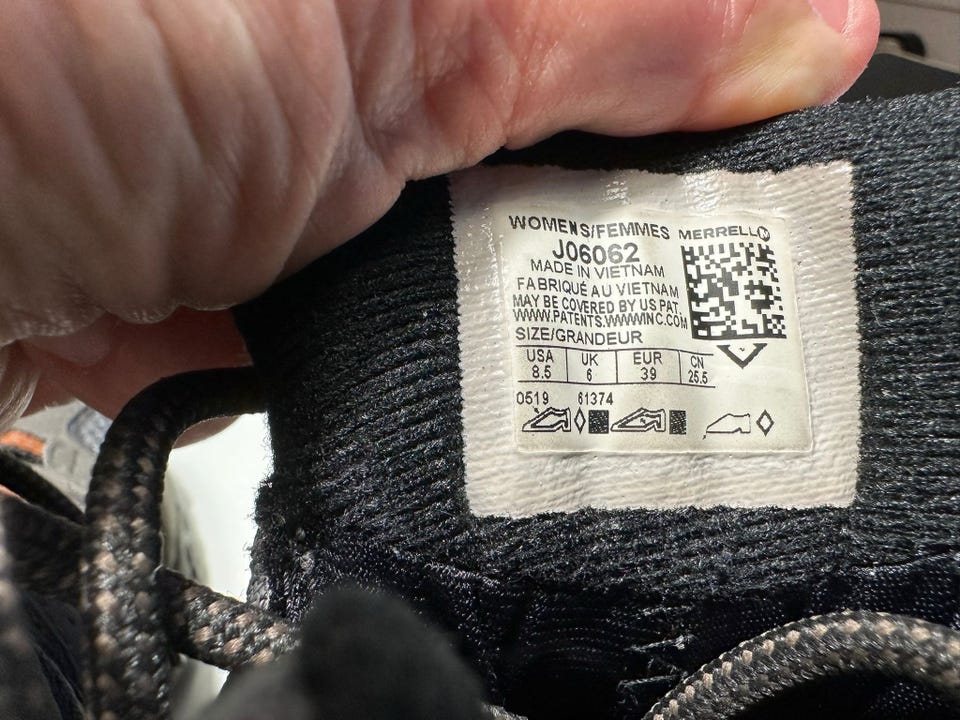 WOMENS/FEMMES MERRELL
J06062
MADE IN VIETNAM
FABRIQUÉ AU VIETNAM
MAY BE COVERED BY US PAT.
WWW.PATENTS.WWWINC.COM
SIZE/GRANDEUR
USA UK EUR CN
8.5 6 39 25.5
0519 61374